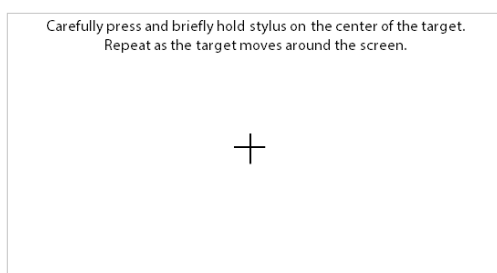 Carefully press and briefly hold stylus on the center of the target.
Repeat as the target moves around the screen.